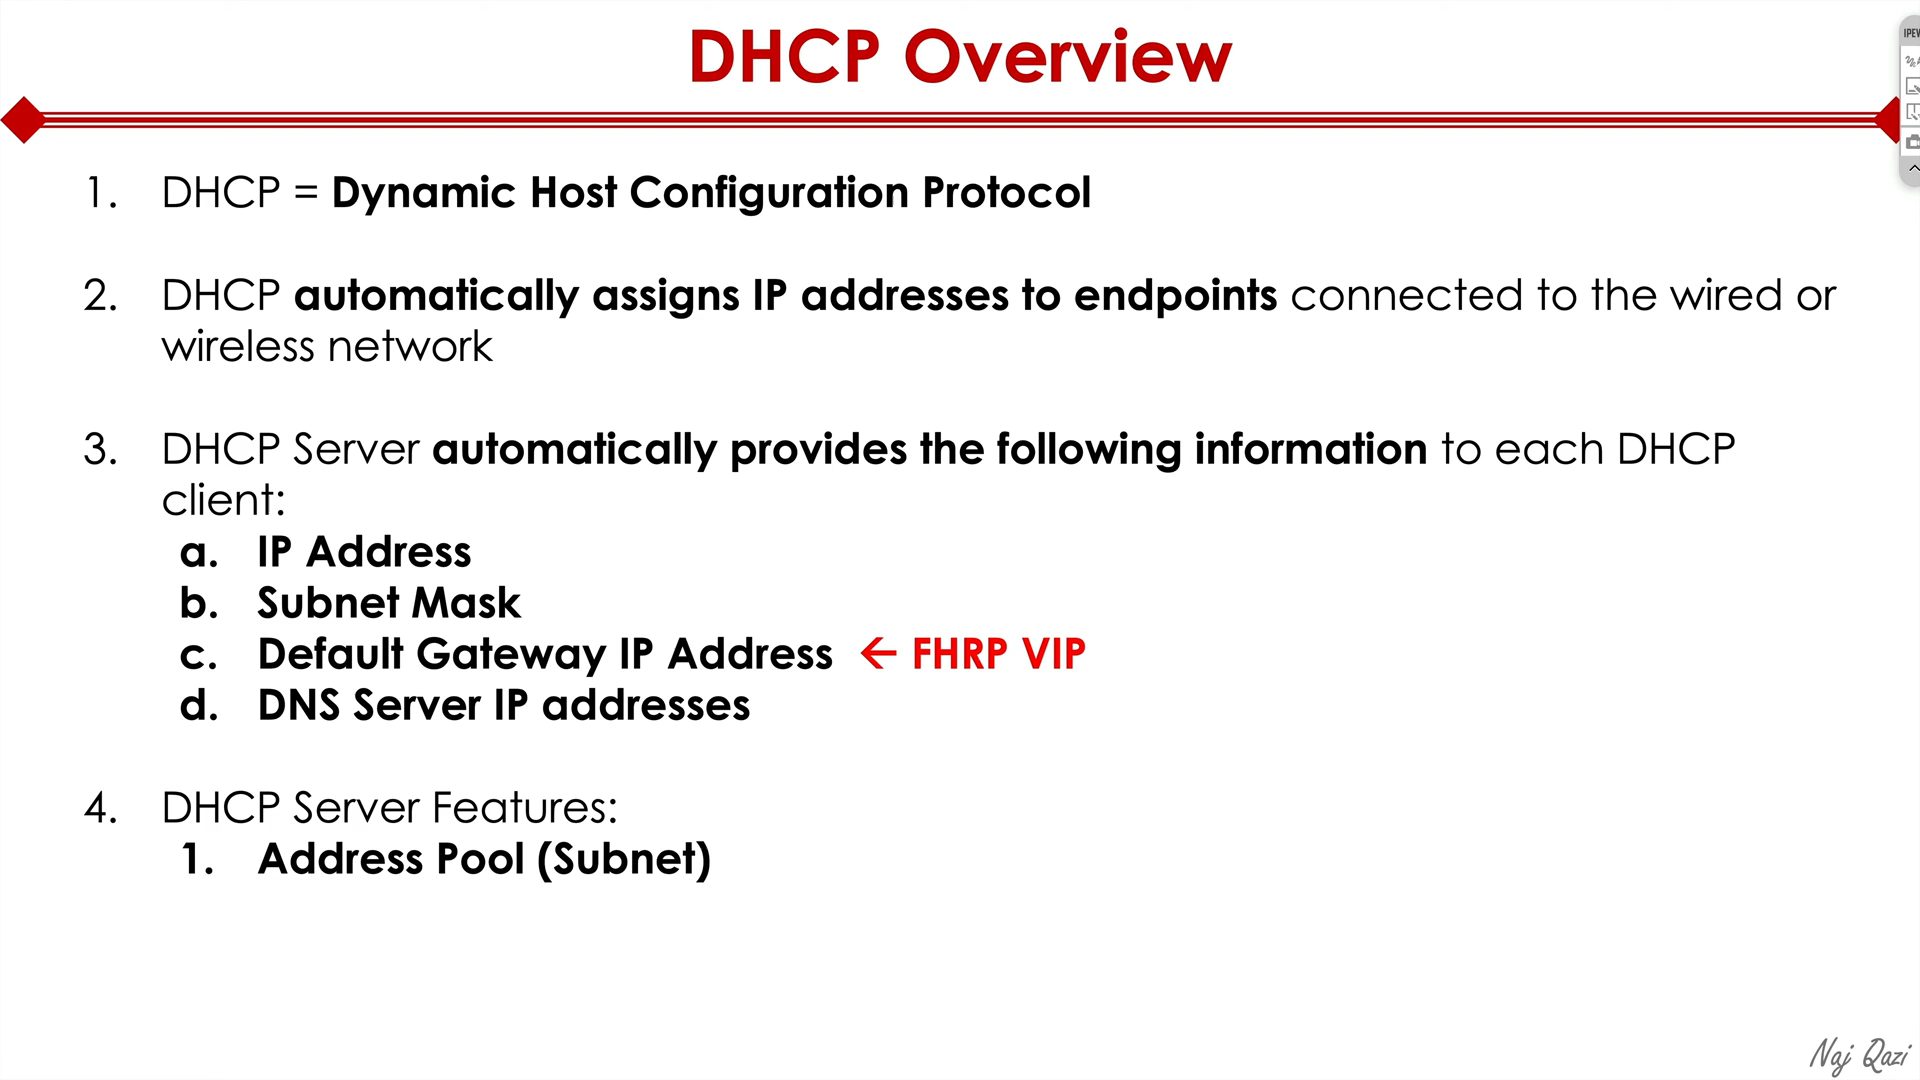 DHCP Overview
1. DHCP = Dynamic Host Configuration Protocol
2. DHCP automatically assigns IP addresses to endpoints connected to the wired or
wireless network
3. DHCP Server automatically provides the following information to each DHCP
client:
a. IP Address
b. Subnet Mask
c. Default Gateway IP Address ← FHRP VIP
d. DNS Server IP addresses
4. DHCP Server Features:
1. Address Pool (Subnet)
Naj Qazi